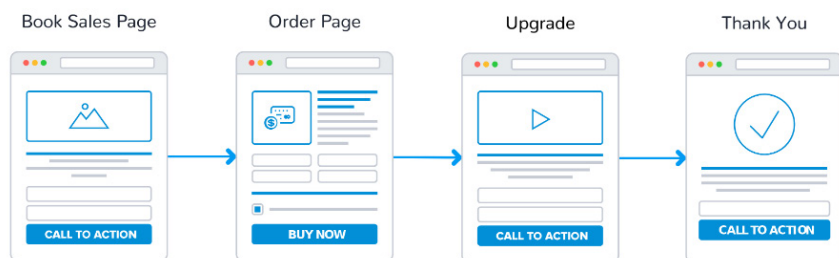 Book Sales Page
Order Page
Upgrade
Thank You
$
CALL TO ACTION
BUY NOW
CALL TO ACTION
CALL TO ACTION